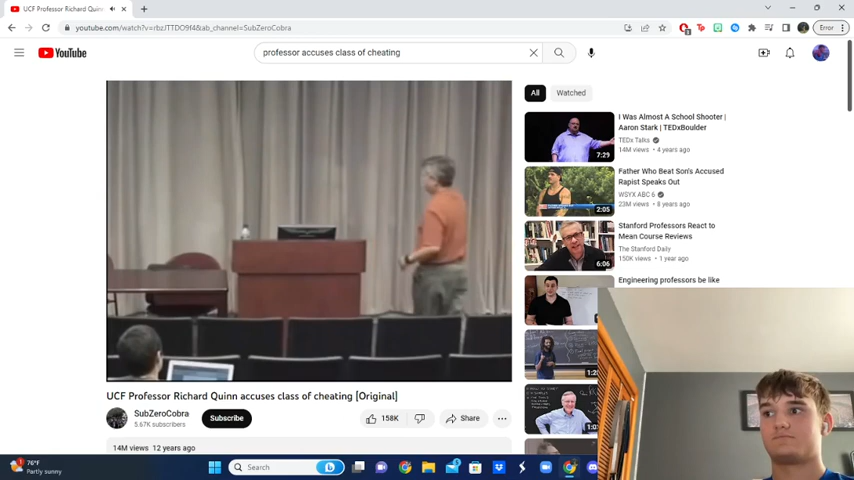 UCF Professor Richard Quinn
youtube.com/watch?v=rbzJTTDO9f4&ab_channel=SubZeroCobra
Error
YouTube
professor accuses class of cheating
All
Watched
I Was Almost A School Shooter |
Aaron Stark | TEDxBoulder
TEDx Talks
14M views • 4 years ago
7:29
Father Who Beat Son's Accused
Rapist Speaks Out
WSYX ABC 6
23M views • 8 years ago
2:05
Stanford Professors React to
Mean Course Reviews
The Stanford Daily
150K views • 1 year ago
6:06
Engineering professors be like
UCF Professor Richard Quinn accuses class of cheating [Original]
SubZeroCobra
5.67K subscribers
Subscribe
158K
Share
14M views 12 years ago
76°F
Partly sunny
Search